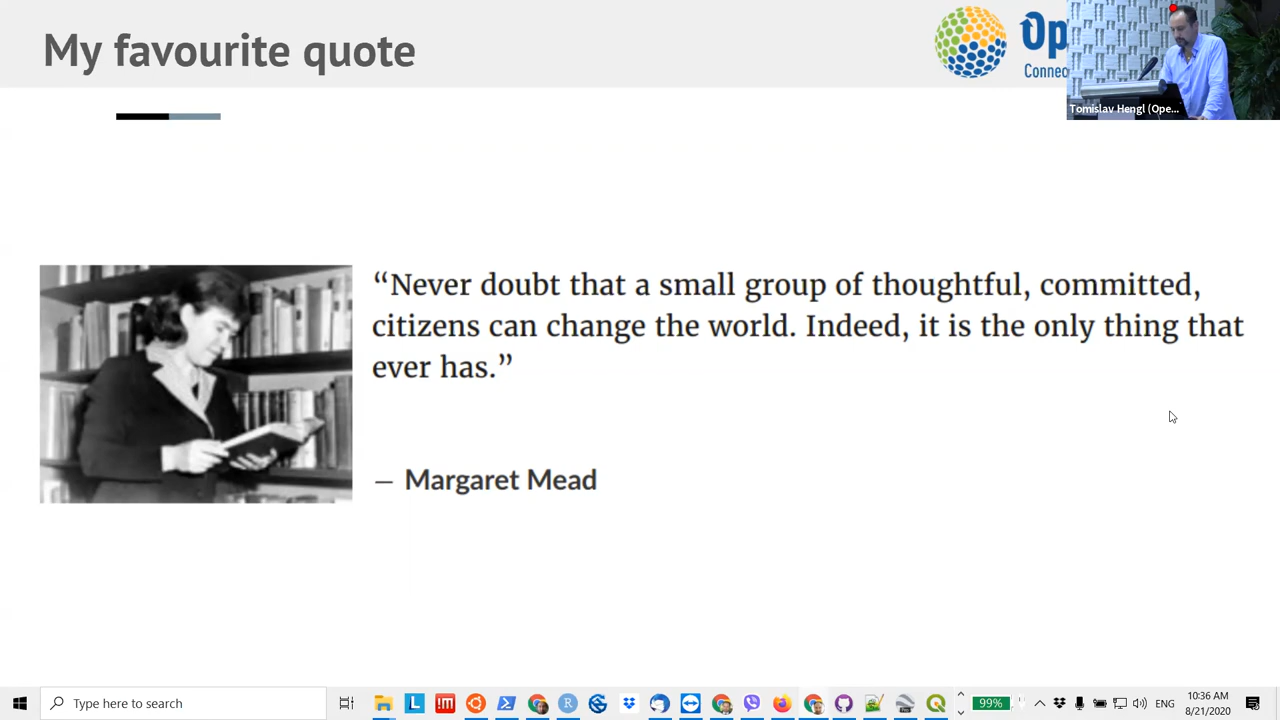 My favourite quote
Op
Connec
Tomislav Hengl (Ope...
“Never doubt that a small group of thoughtful, committed,
citizens can change the world. Indeed, it is the only thing that
ever has.”
— Margaret Mead
Type here to search
99%
ENG
10:36 AM
8/21/2020